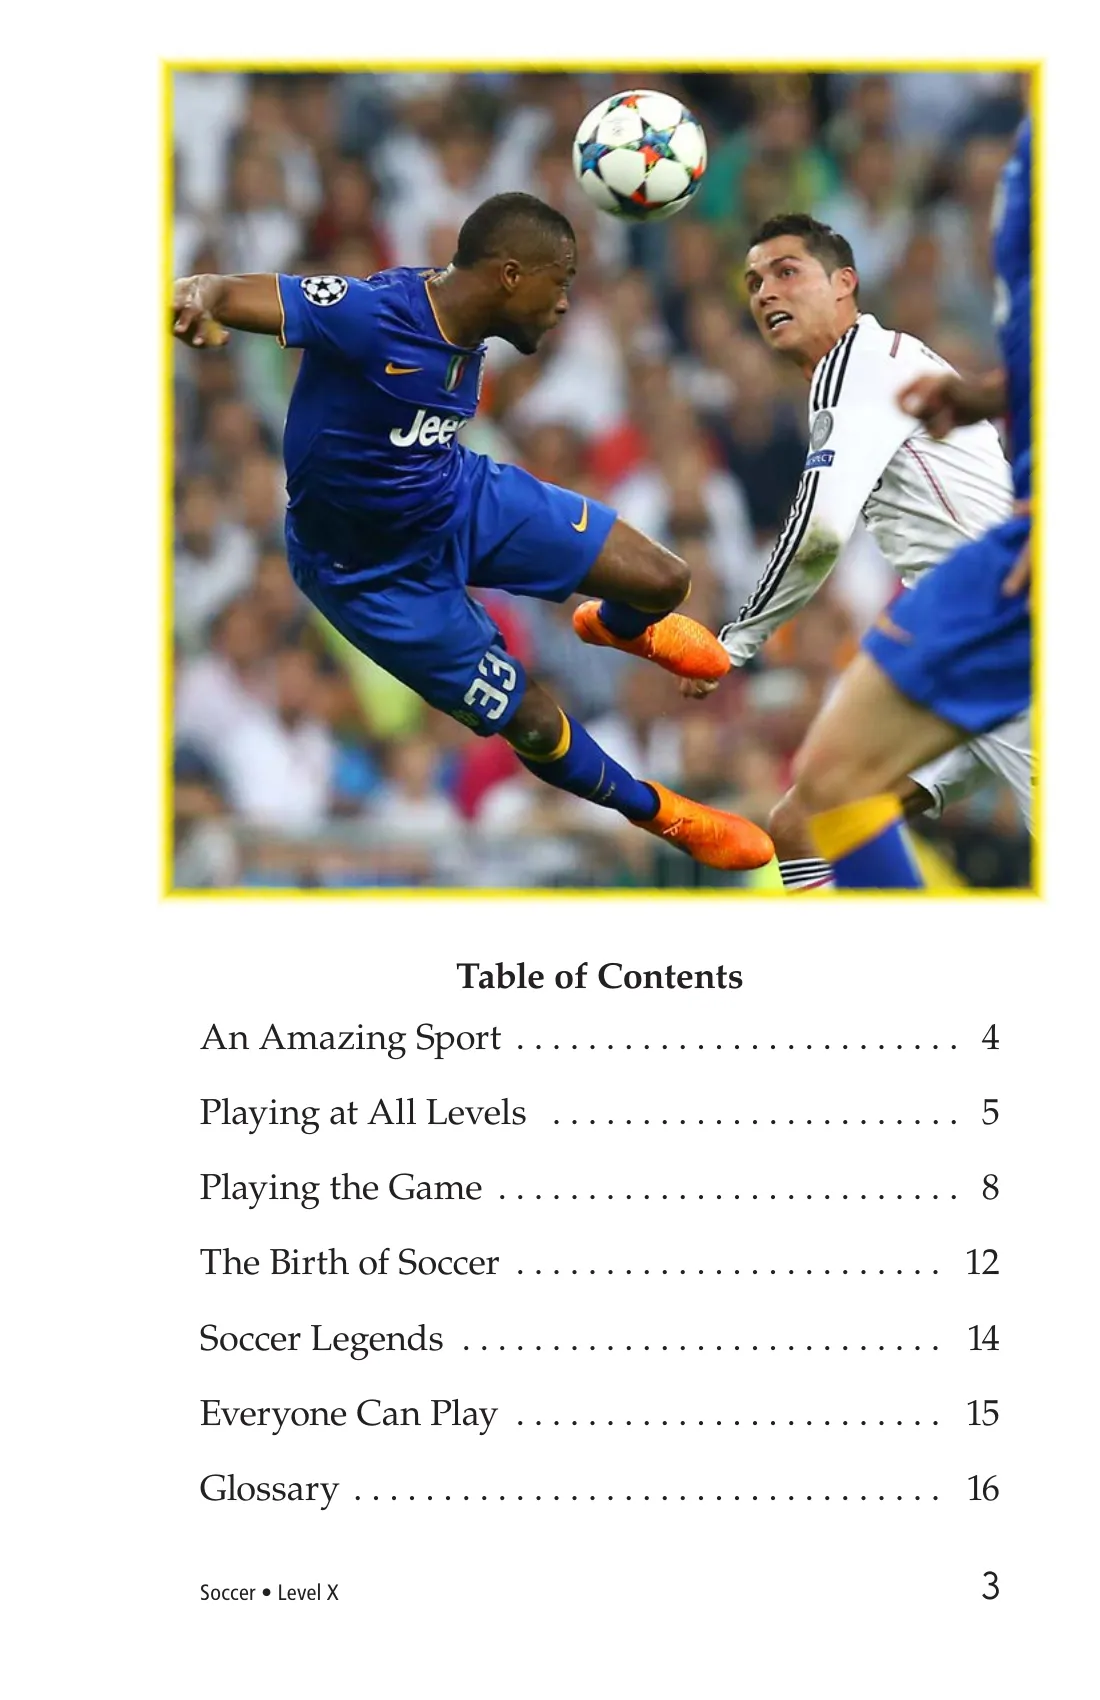 Jeep
33
Table of Contents
An Amazing Sport . . . . . . . . . . . . . . . . . . . . . . . . . 4
Playing at All Levels . . . . . . . . . . . . . . . . . . . . . . . 5
Playing the Game . . . . . . . . . . . . . . . . . . . . . . . . . . 8
The Birth of Soccer . . . . . . . . . . . . . . . . . . . . . . . . 12
Soccer Legends . . . . . . . . . . . . . . . . . . . . . . . . . . . 14
Everyone Can Play . . . . . . . . . . . . . . . . . . . . . . . . 15
Glossary . . . . . . . . . . . . . . . . . . . . . . . . . . . . . . . . . 16
Soccer • Level X
3